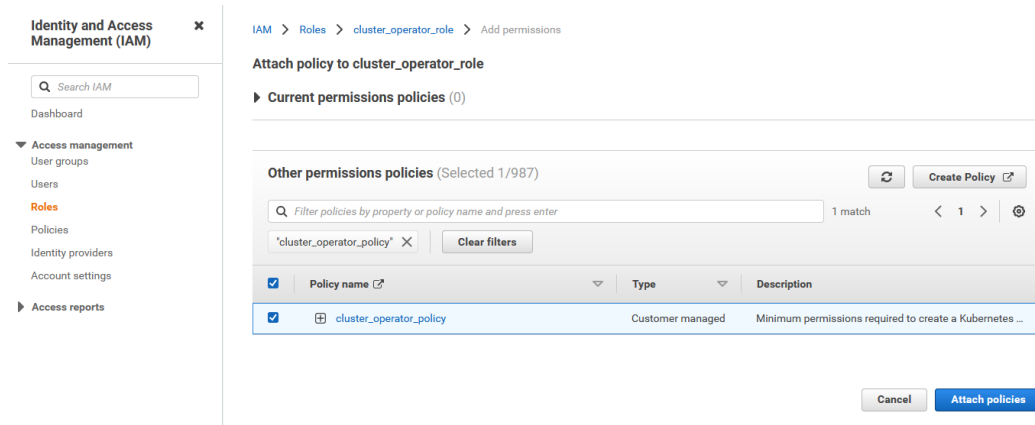 Identity and Access
Management (IAM)
Search IAM
Dashboard
Access management
User groups
Users
Roles
Policies
Identity providers
Account settings
Access reports
IAM > Roles > cluster_operator_role > Add permissions
Attach policy to cluster_operator_role
Current permissions policies (0)
Other permissions policies (Selected 1/987)
Create Policy
Filter policies by property or policy name and press enter
1 match
< 1 >
"cluster_operator_policy"
Clear filters
Policy name Type Description
cluster_operator_policy Customer managed Minimum permissions required to create a Kubernetes ...
Cancel Attach policies